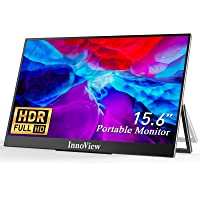 HDR
FULL HD
15.6"
Portable Monitor
InnoView